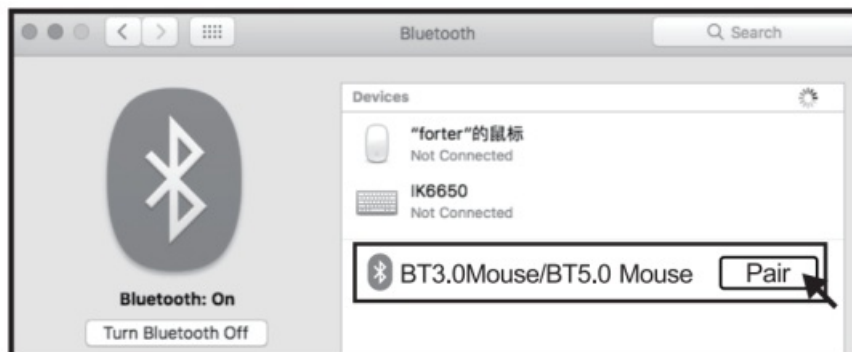 Bluetooth
Search
Devices
"forter"的鼠标
Not Connected
IK6650
Not Connected
BT3.0Mouse/BT5.0 Mouse
Pair
Bluetooth: On
Turn Bluetooth Off